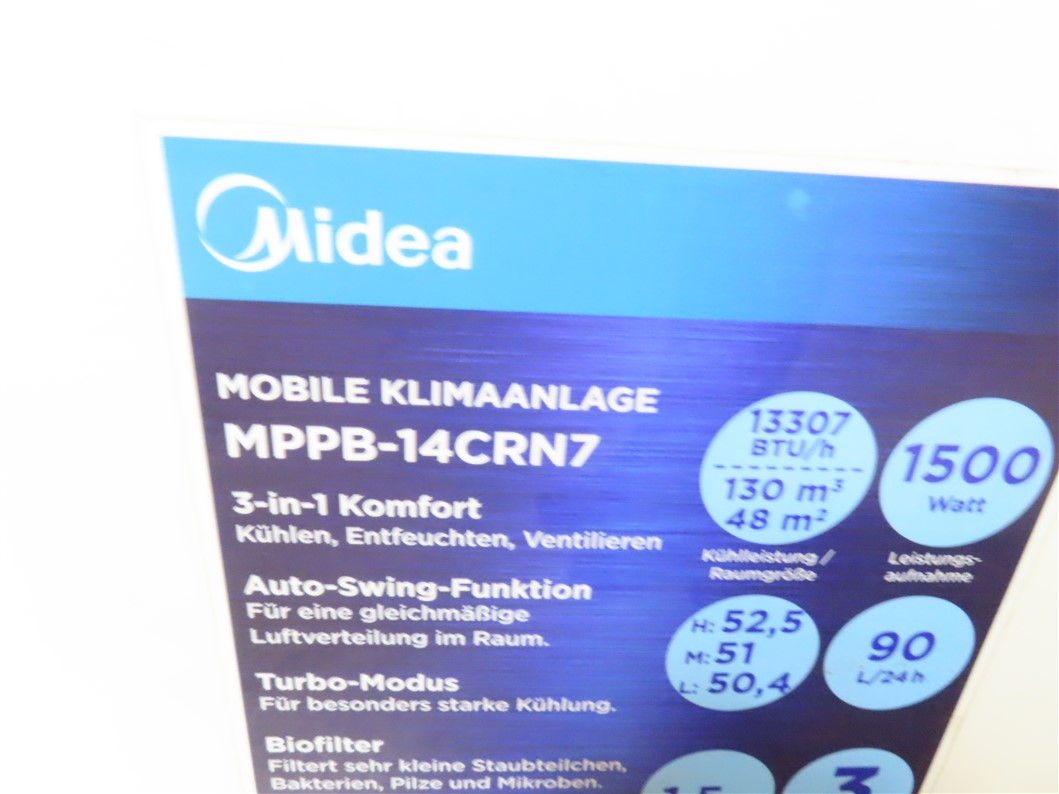 Midea
MOBILE KLIMAANLAGE
MPPB-14CRN7
3-in-1 Komfort
Kühlen, Entfeuchten, Ventilieren
Auto-Swing-Funktion
Für eine gleichmäßige
Luftverteilung im Raum.
Turbo-Modus
Für besonders starke Kühlung.
Biofilter
Filtert sehr kleine Staubteilchen,
Bakterien, Pilze und Mikroben.
13307
BTU/h
130 m³
48 m²
Kühlleistung /
Raumgröße
1500
Watt
Leistungs-
aufnahme
H: 52,5
M: 51
L: 50,4
90
L/24h
3